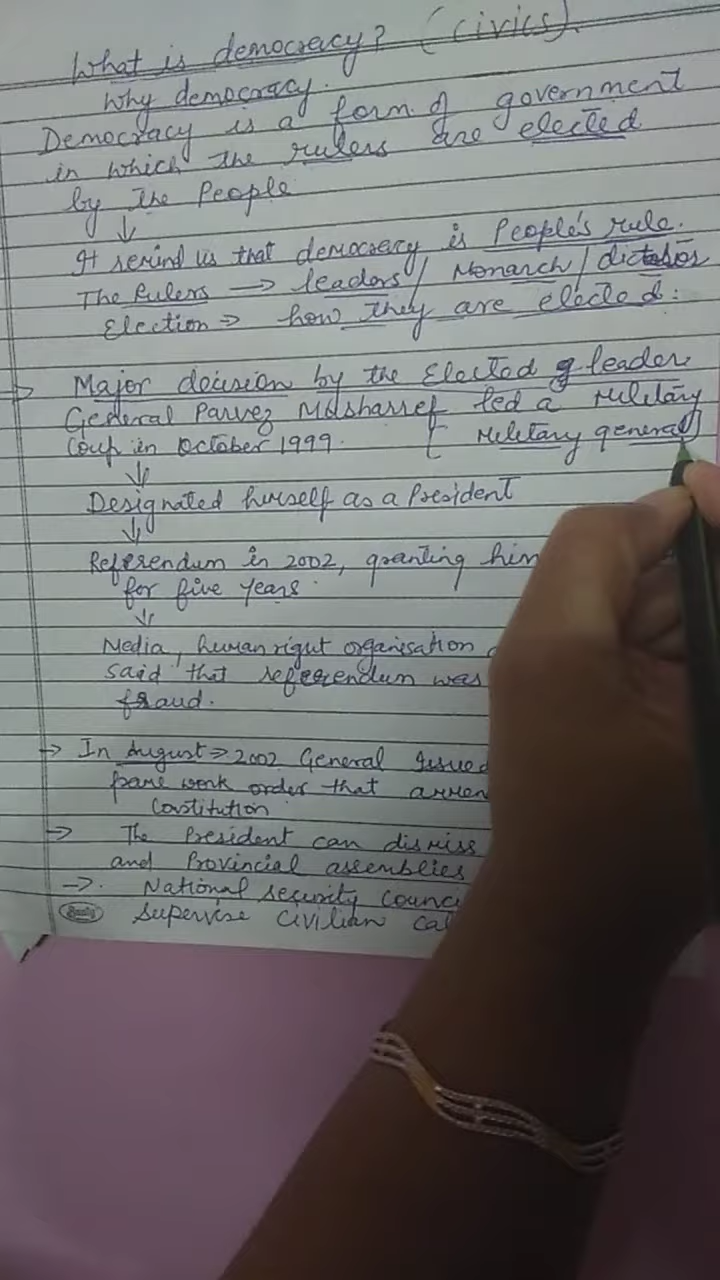 What is democracy? (Civics).
Why democracy.
Democracy is a form of government
in which the rulers are elected
by the People
↓
It remind us that democracy is People's rule.
The Rulers → leaders / Monarch / dictator
Election ⇒ how they are elected:
→ Major decision by the Elected leader
General Parvez Musharref led a military
Coup in October 1999. [ military general]
↓
Designated himself as a President
↓
Referendum in 2002, granting him
for five years
↓
Media, human right organisation
said that referendum was
fraud.
→ In August ⇒ 2002 General Issued
work order that
Constitution
→ The President can dismiss
and Provincial assemblies
→. National security
Supervise civilian